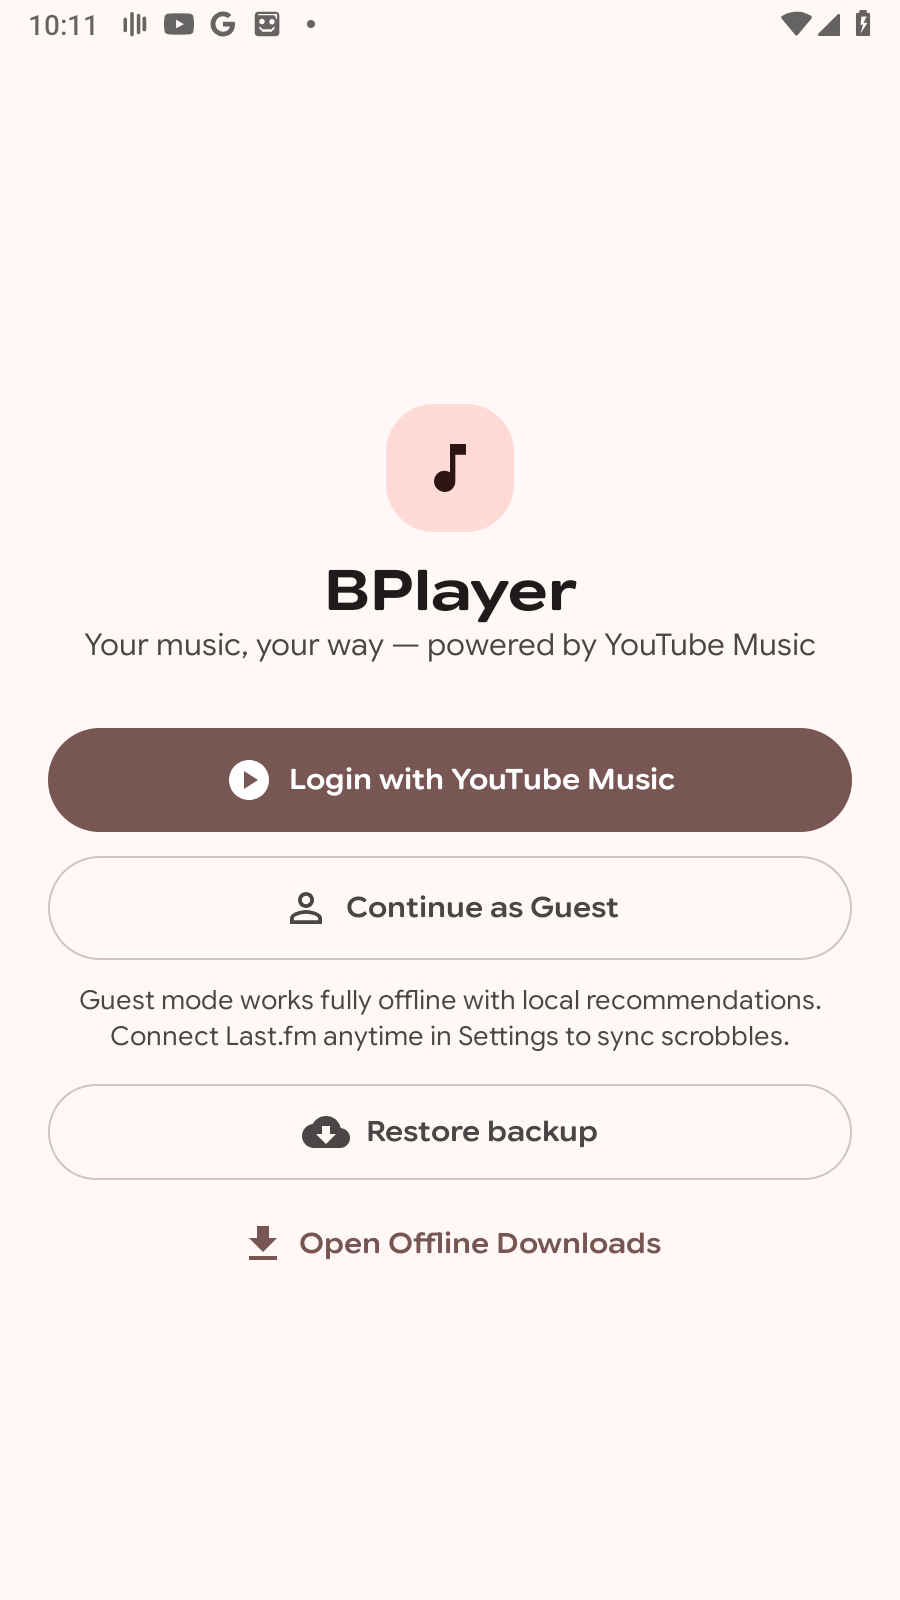 10:11
BPlayer
Your music, your way — powered by YouTube Music
Login with YouTube Music
Continue as Guest
Guest mode works fully offline with local recommendations.
Connect Last.fm anytime in Settings to sync scrobbles.
Restore backup
Open Offline Downloads